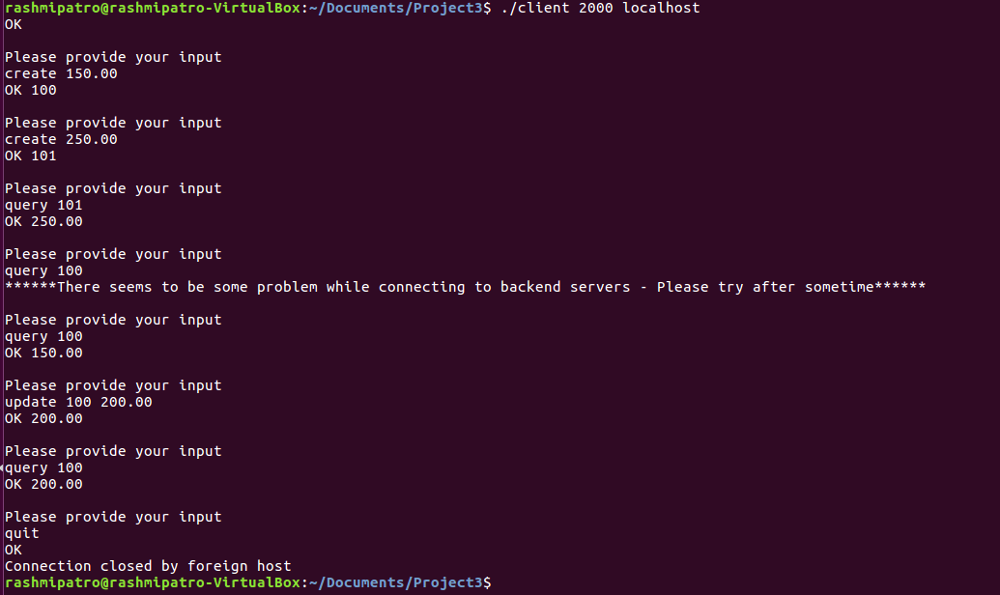 rashmipatro@rashmipatro-VirtualBox:~/Documents/Project3$ ./client 2000 localhost
OK
Please provide your input
create 150.00
OK 100
Please provide your input
create 250.00
OK 101
Please provide your input
query 101
OK 250.00
Please provide your input
query 100
******There seems to be some problem while connecting to backend servers - Please try after sometime******
Please provide your input
query 100
OK 150.00
Please provide your input
update 100 200.00
OK 200.00
Please provide your input
query 100
OK 200.00
Please provide your input
quit
OK
Connection closed by foreign host
rashmipatro@rashmipatro-VirtualBox:~/Documents/Project3$